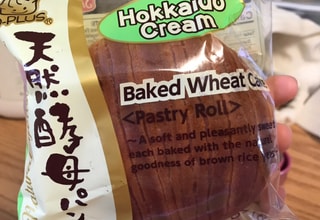 D-PLUS®
Hokkaido
Cream
天然酵母パン
Baked Wheat Cake
<Pastry Roll>
~A soft and pleasantly sweet
each baked with the
goodness of brown rice